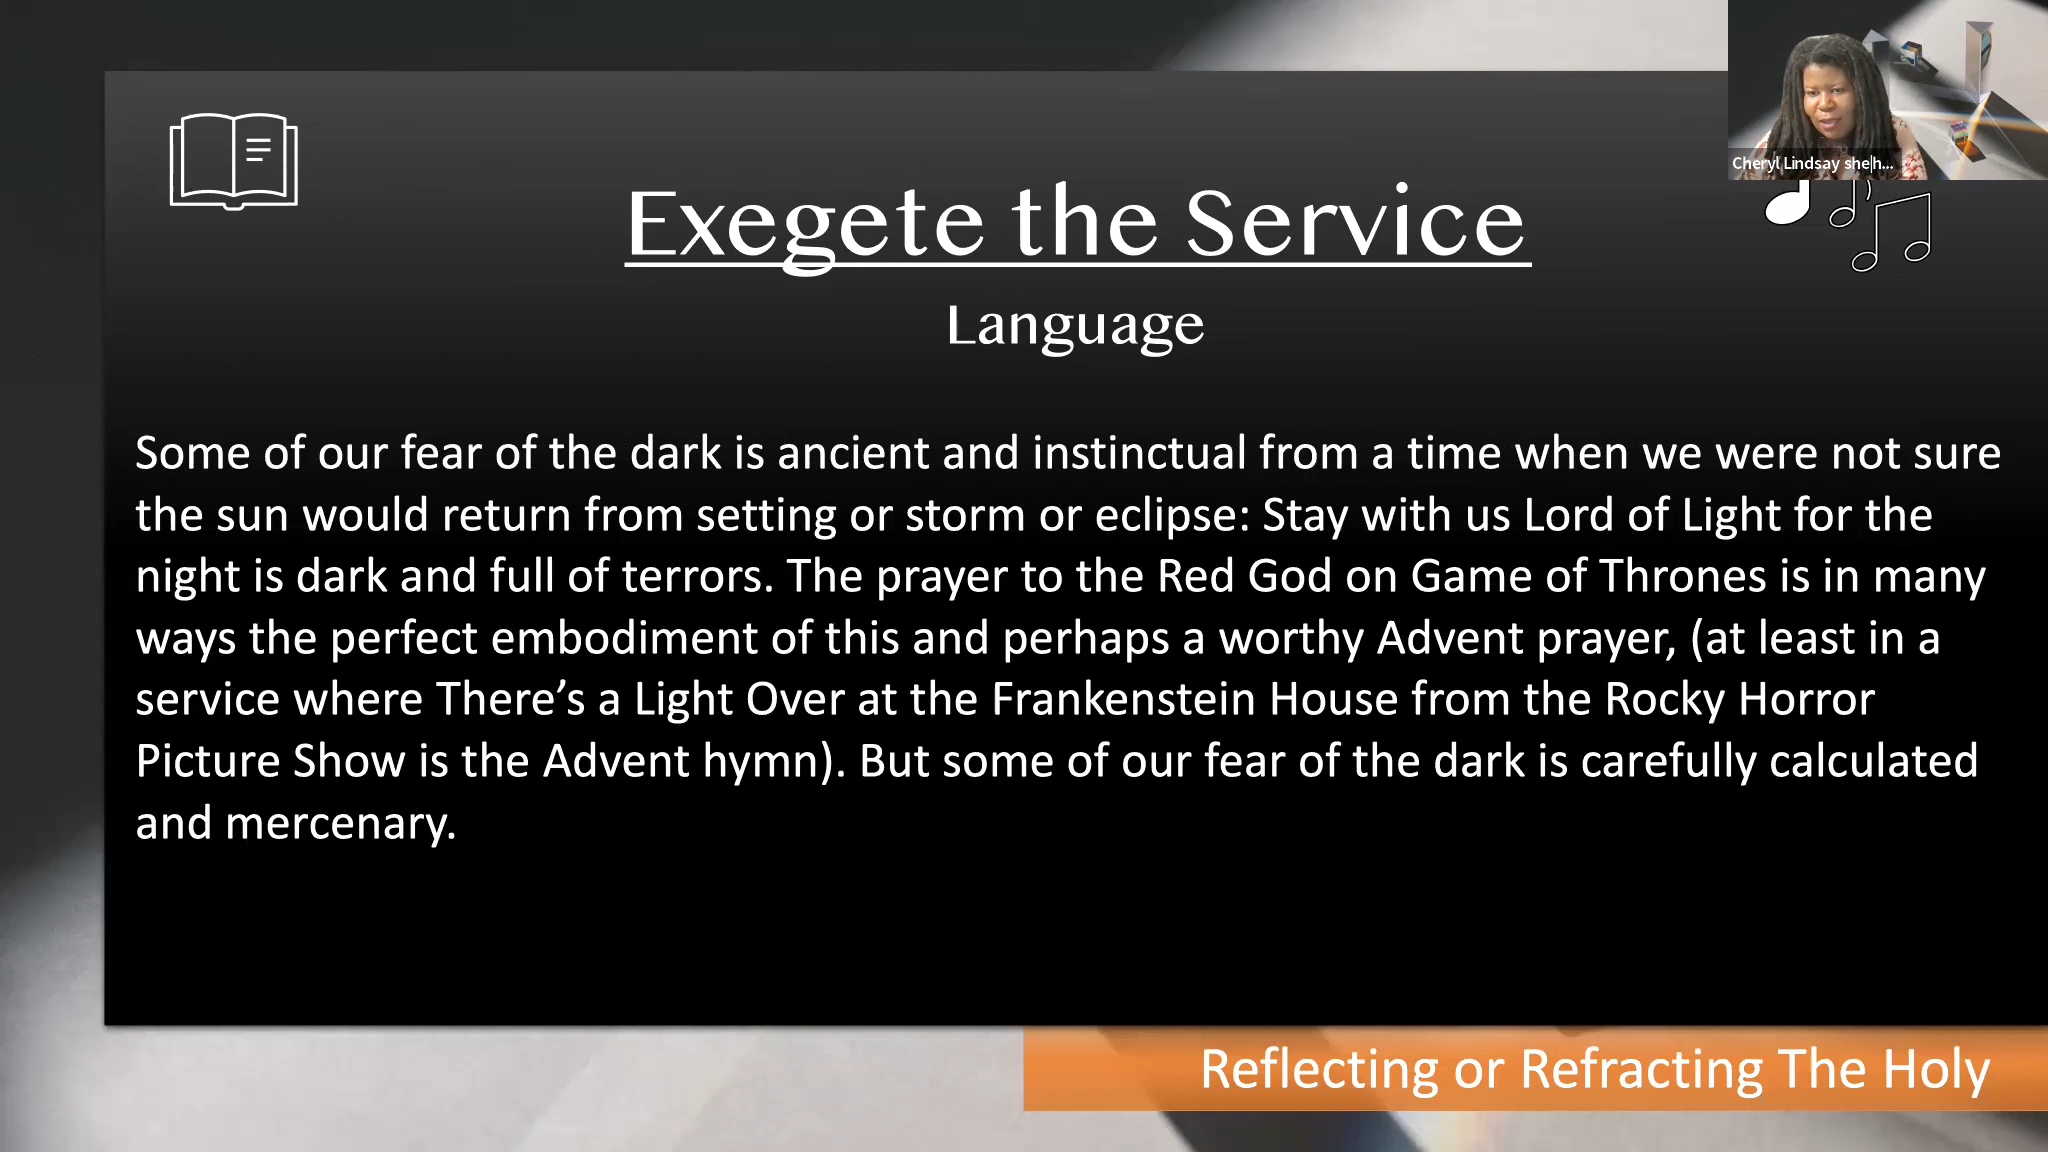 Cheryl Lindsay she|h...
Exegete the Service
Language
Some of our fear of the dark is ancient and instinctual from a time when we were not sure
the sun would return from setting or storm or eclipse: Stay with us Lord of Light for the
night is dark and full of terrors. The prayer to the Red God on Game of Thrones is in many
ways the perfect embodiment of this and perhaps a worthy Advent prayer, (at least in a
service where There’s a Light Over at the Frankenstein House from the Rocky Horror
Picture Show is the Advent hymn). But some of our fear of the dark is carefully calculated
and mercenary.
Reflecting or Refracting The Holy